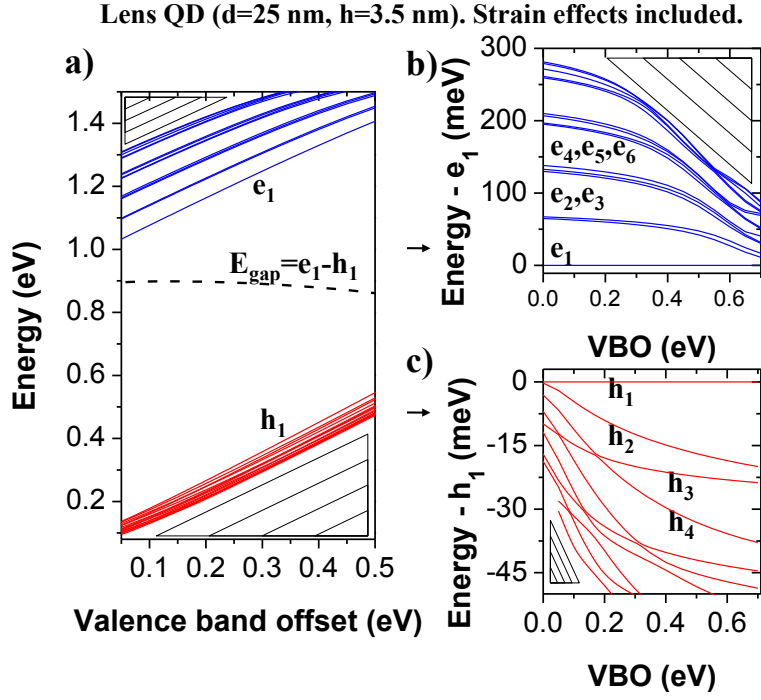 Lens QD (d=25 nm, h=3.5 nm). Strain effects included.
a)
Energy (eV)
1.4
1.2
1.0
0.8
0.6
0.4
0.2
e1
Egap=e1-h1
h1
0.1 0.2 0.3 0.4 0.5
Valence band offset (eV)
b)
Energy - e1 (meV)
300
200
100
0
e4,e5,e6
e2,e3
e1
0.0 0.2 0.4 0.6
VBO (eV)
c)
Energy - h1 (meV)
0
-15
-30
-45
h1
h2
h3
h4
0.0 0.2 0.4 0.6
VBO (eV)